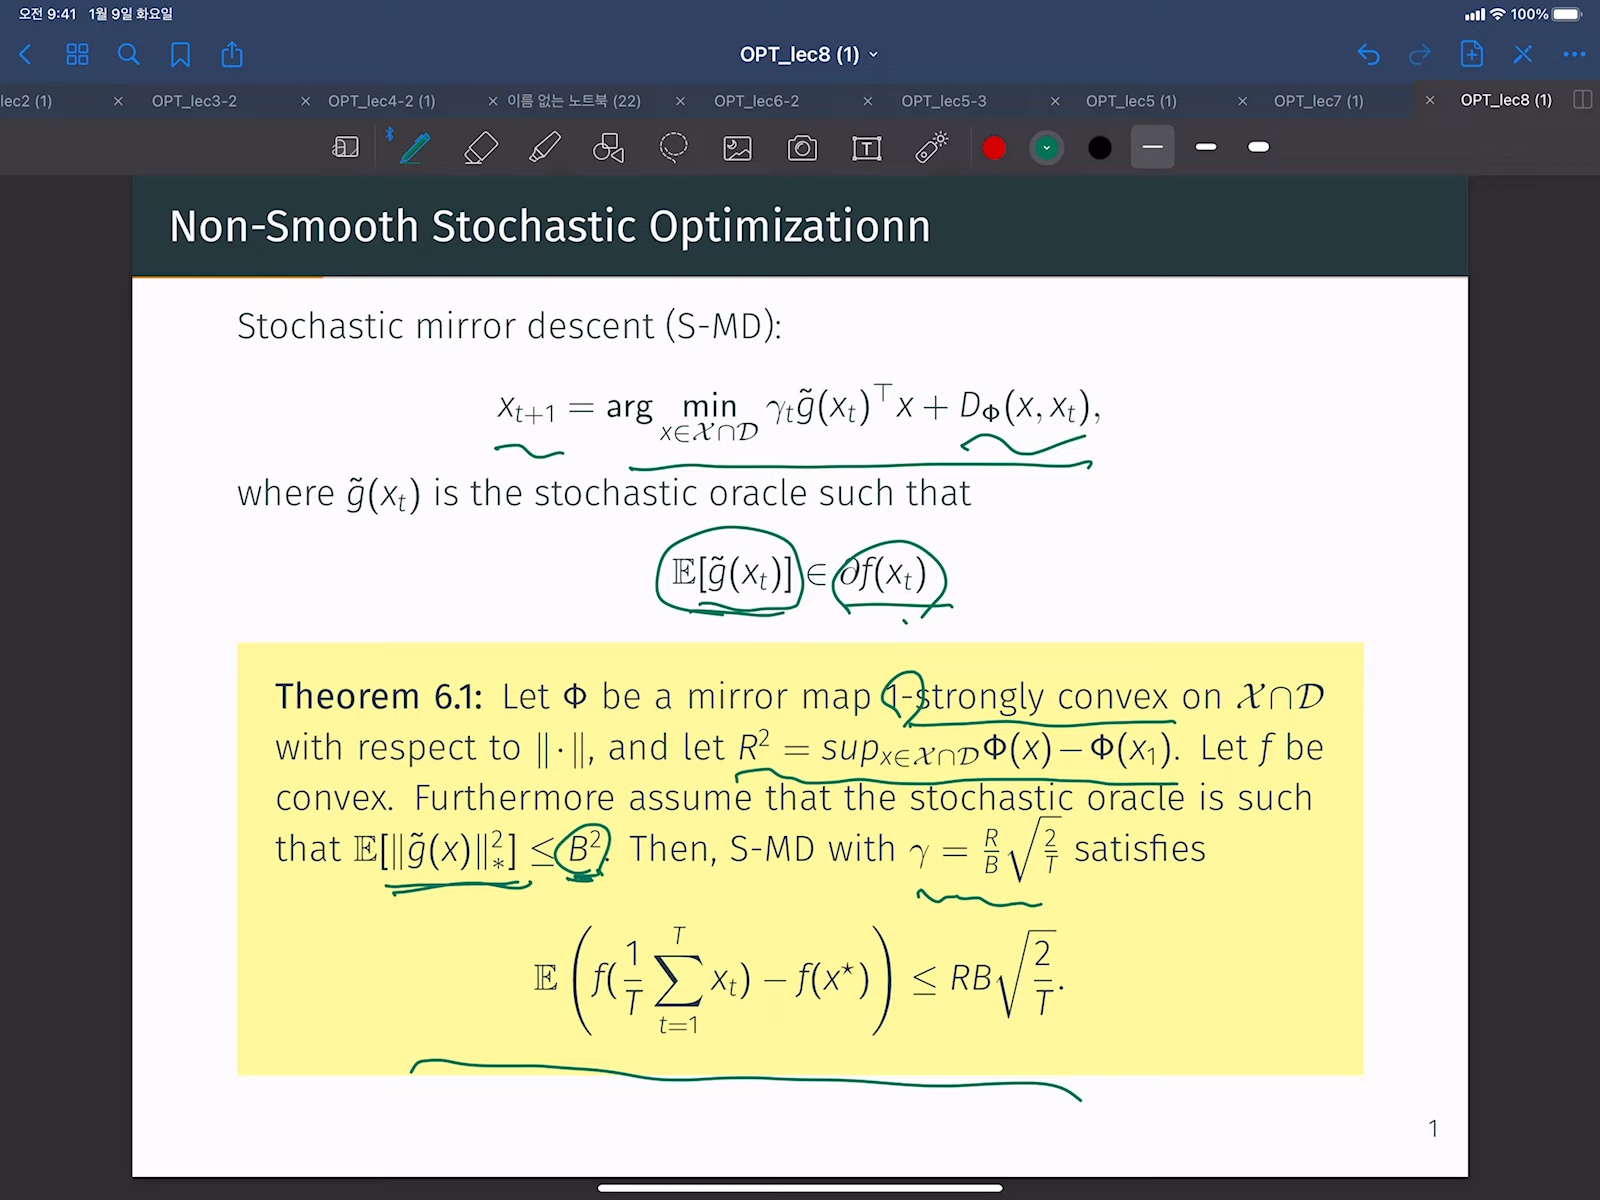 오전 9:41 1월 9일 화요일
100%
OPT_lec8 (1)
lec2 (1) × OPT_lec3-2 × OPT_lec4-2 (1) × 이름 없는 노트북 (22) × OPT_lec6-2 × OPT_lec5-3 × OPT_lec5 (1) × OPT_lec7 (1) × OPT_lec8 (1)
Non-Smooth Stochastic Optimizationn
Stochastic mirror descent (S-MD):
x_{t+1} = arg min_{x∈𝒳∩𝒟} γ_t g̃(x_t)^⊤ x + D_Φ(x, x_t),
where g̃(x_t) is the stochastic oracle such that
𝔼[g̃(x_t)] ∈ ∂f(x_t)
Theorem 6.1: Let Φ be a mirror map 1-strongly convex on 𝒳∩𝒟
with respect to ‖·‖, and let R² = sup_{x∈𝒳∩𝒟} Φ(x) − Φ(x₁). Let f be
convex. Furthermore assume that the stochastic oracle is such
that 𝔼[‖g̃(x)‖²_*] ≤ B². Then, S-MD with γ = R/B √(2/T) satisfies
𝔼 ( f( 1/T ∑_{t=1}^{T} x_t ) − f(x*) ) ≤ RB √(2/T).
1